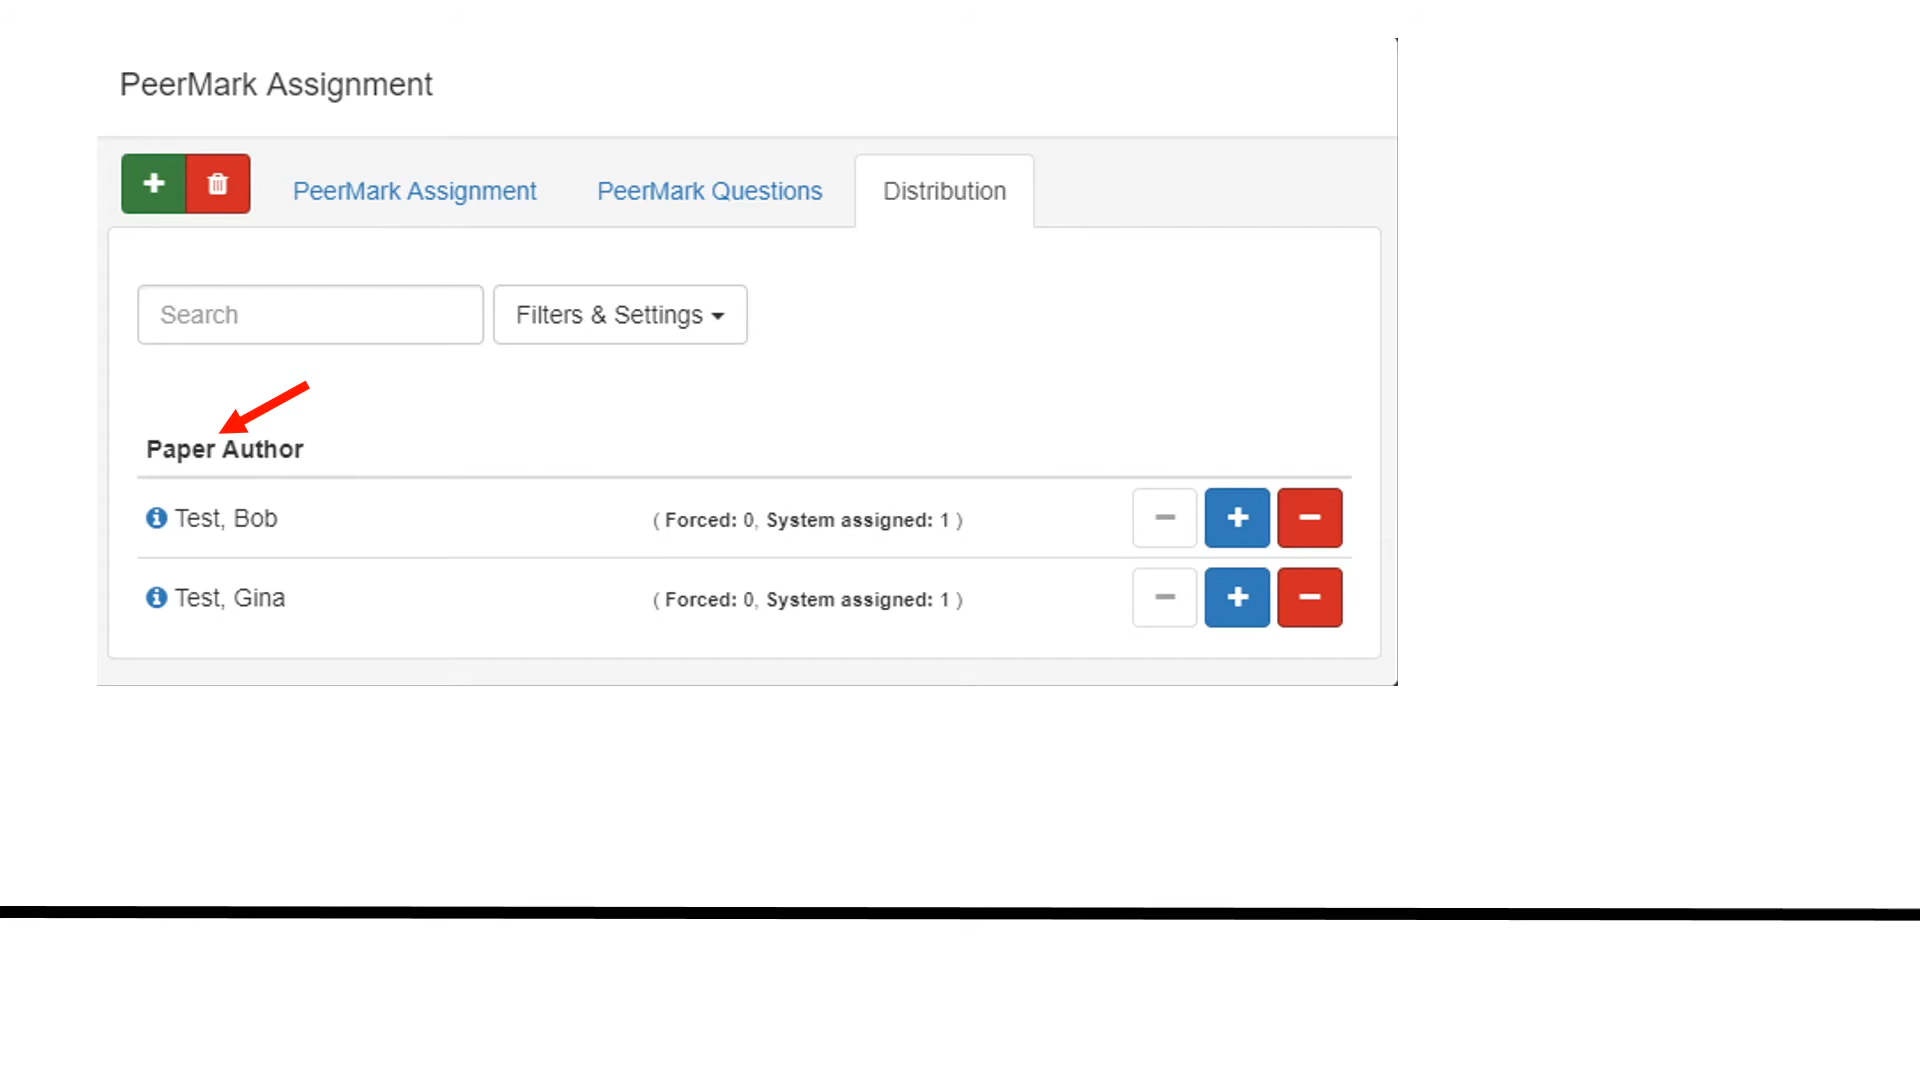 PeerMark Assignment
PeerMark Assignment PeerMark Questions Distribution
Search Filters & Settings
Paper Author
Test, Bob ( Forced: 0, System assigned: 1 )
Test, Gina ( Forced: 0, System assigned: 1 )